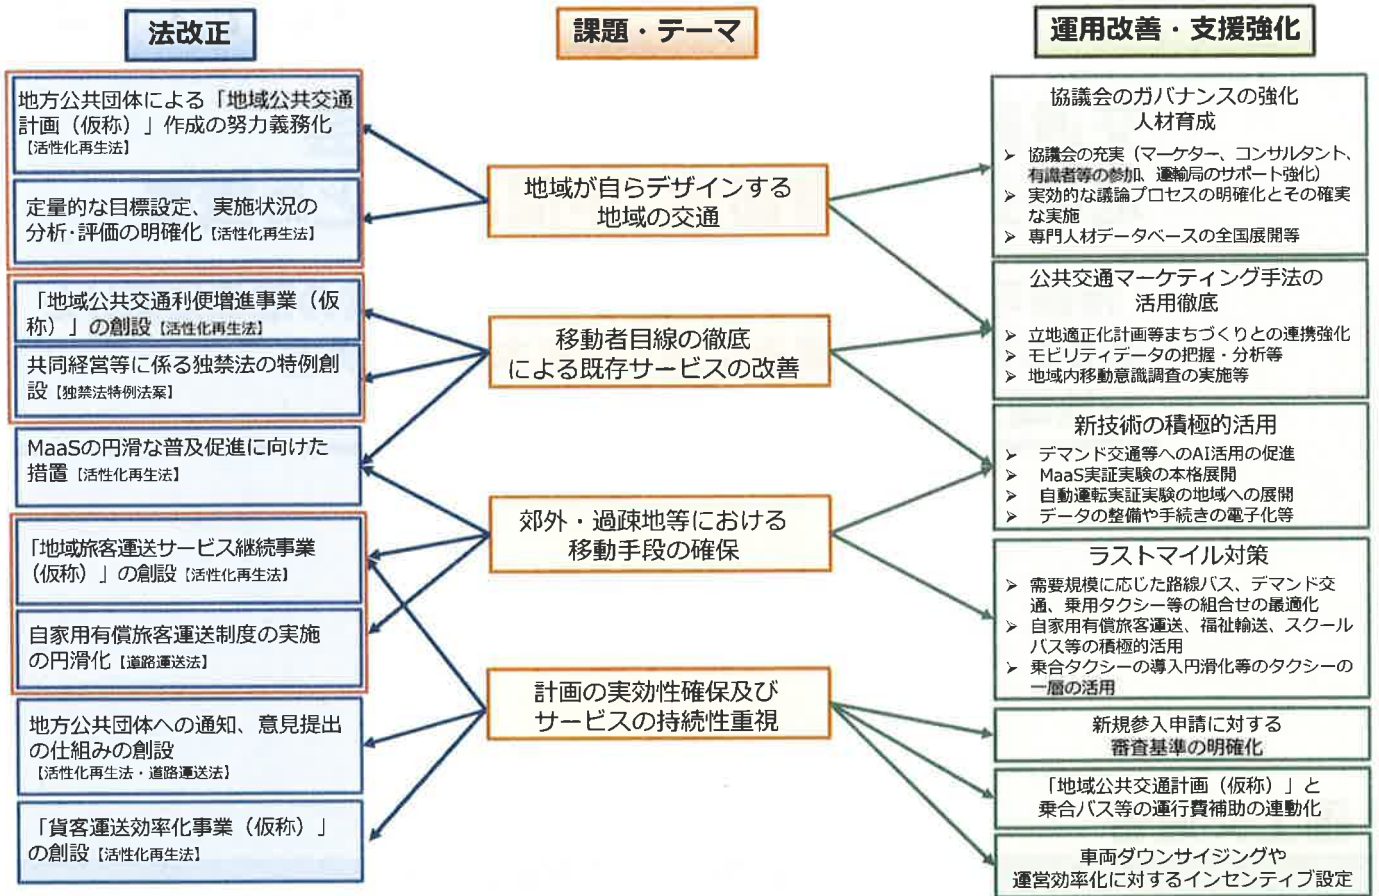 法改正
課題・テーマ
運用改善・支援強化
地方公共団体による「地域公共交通
計画（仮称）」作成の努力義務化
【活性化再生法】
定量的な目標設定、実施状況の
分析・評価の明確化【活性化再生法】
「地域公共交通利便増進事業（仮
称）」の創設【活性化再生法】
共同経営等に係る独禁法の特例創
設【独禁法特例法案】
MaaSの円滑な普及促進に向けた
措置【活性化再生法】
「地域旅客運送サービス継続事業
（仮称）」の創設【活性化再生法】
自家用有償旅客運送制度の実施
の円滑化【道路運送法】
地方公共団体への通知、意見提出
の仕組みの創設
【活性化再生法・道路運送法】
「貨客運送効率化事業（仮称）」
の創設【活性化再生法】
地域が自らデザインする
地域の交通
移動者目線の徹底
による既存サービスの改善
郊外・過疎地等における
移動手段の確保
計画の実効性確保及び
サービスの持続性重視
協議会のガバナンスの強化
人材育成
➢ 協議会の充実（マーケター、コンサルタント、
有識者等の参加、運輸局のサポート強化）
➢ 実効的な議論プロセスの明確化とその確実
な実施
➢ 専門人材データベースの全国展開等
公共交通マーケティング手法の
活用徹底
➢ 立地適正化計画等まちづくりとの連携強化
➢ モビリティデータの把握・分析等
➢ 地域内移動意識調査の実施等
新技術の積極的活用
➢ デマンド交通等へのAI活用の促進
➢ MaaS実証実験の本格展開
➢ 自動運転実証実験の地域への展開
➢ データの整備や手続きの電子化等
ラストマイル対策
➢ 需要規模に応じた路線バス、デマンド交
通、乗用タクシー等の組合せの最適化
➢ 自家用有償旅客運送、福祉輸送、スクール
バス等の積極的活用
➢ 乗合タクシーの導入円滑化等のタクシーの
一層の活用
新規参入申請に対する
審査基準の明確化
「地域公共交通計画（仮称）」と
乗合バス等の運行費補助の連動化
車両ダウンサイジングや
運営効率化に対するインセンティブ設定